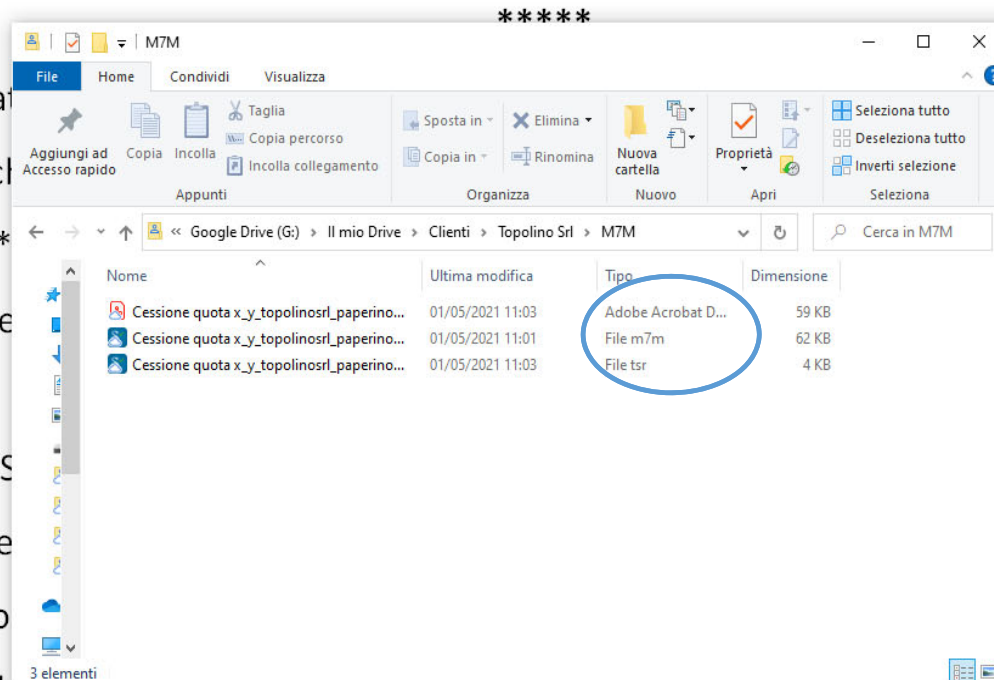 *****
M7M
File Home Condividi Visualizza
Aggiungi ad Accesso rapido
Copia
Incolla
Taglia
Copia percorso
Incolla collegamento
Appunti
Sposta in
Copia in
Elimina
Rinomina
Organizza
Nuova cartella
Nuovo
Proprietà
Apri
Seleziona tutto
Deseleziona tutto
Inverti selezione
Seleziona
« Google Drive (G:) › Il mio Drive › Clienti › Topolino Srl › M7M
Cerca in M7M
Nome Ultima modifica Tipo Dimensione
Cessione quota x_y_topolinosrl_paperino... 01/05/2021 11:03 Adobe Acrobat D... 59 KB
Cessione quota x_y_topolinosrl_paperino... 01/05/2021 11:01 File m7m 62 KB
Cessione quota x_y_topolinosrl_paperino... 01/05/2021 11:03 File tsr 4 KB
3 elementi